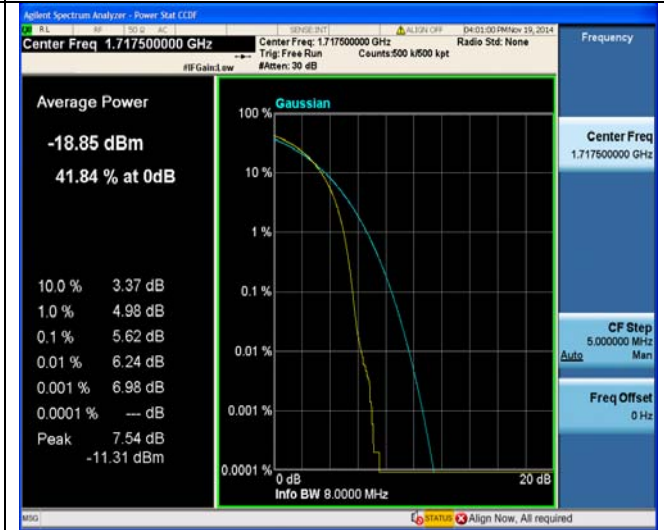 Agilent Spectrum Analyzer - Power Stat CCDF
RL RF 50 Ω AC SENSE:INT ALIGN OFF 04:01:00 PM Nov 19, 2014
Center Freq 1.717500000 GHz
Center Freq: 1.717500000 GHz Radio Std: None
Trig: Free Run Counts:500 k/500 kpt
#IFGain:Low #Atten: 30 dB
Frequency
Average Power
-18.85 dBm
41.84 % at 0dB
10.0 % 3.37 dB
1.0 % 4.98 dB
0.1 % 5.62 dB
0.01 % 6.24 dB
0.001 % 6.98 dB
0.0001 % --- dB
Peak 7.54 dB
-11.31 dBm
Gaussian
100 %
10 %
1 %
0.1 %
0.01 %
0.001 %
0.0001 %
0 dB 20 dB
Info BW 8.0000 MHz
Center Freq
1.717500000 GHz
CF Step
5.000000 MHz
Auto Man
Freq Offset
0 Hz
MSG STATUS Align Now, All required